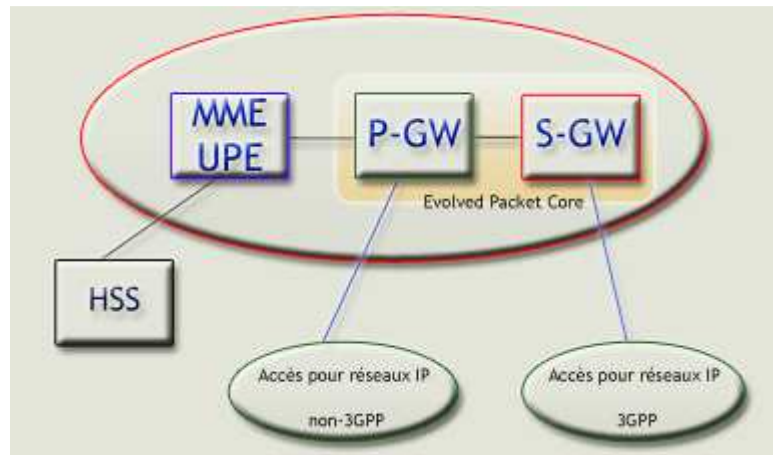 MME
UPE
P-GW
S-GW
Evolved Packet Core
HSS
Accès pour réseaux IP
non-3GPP
Accès pour réseaux IP
3GPP